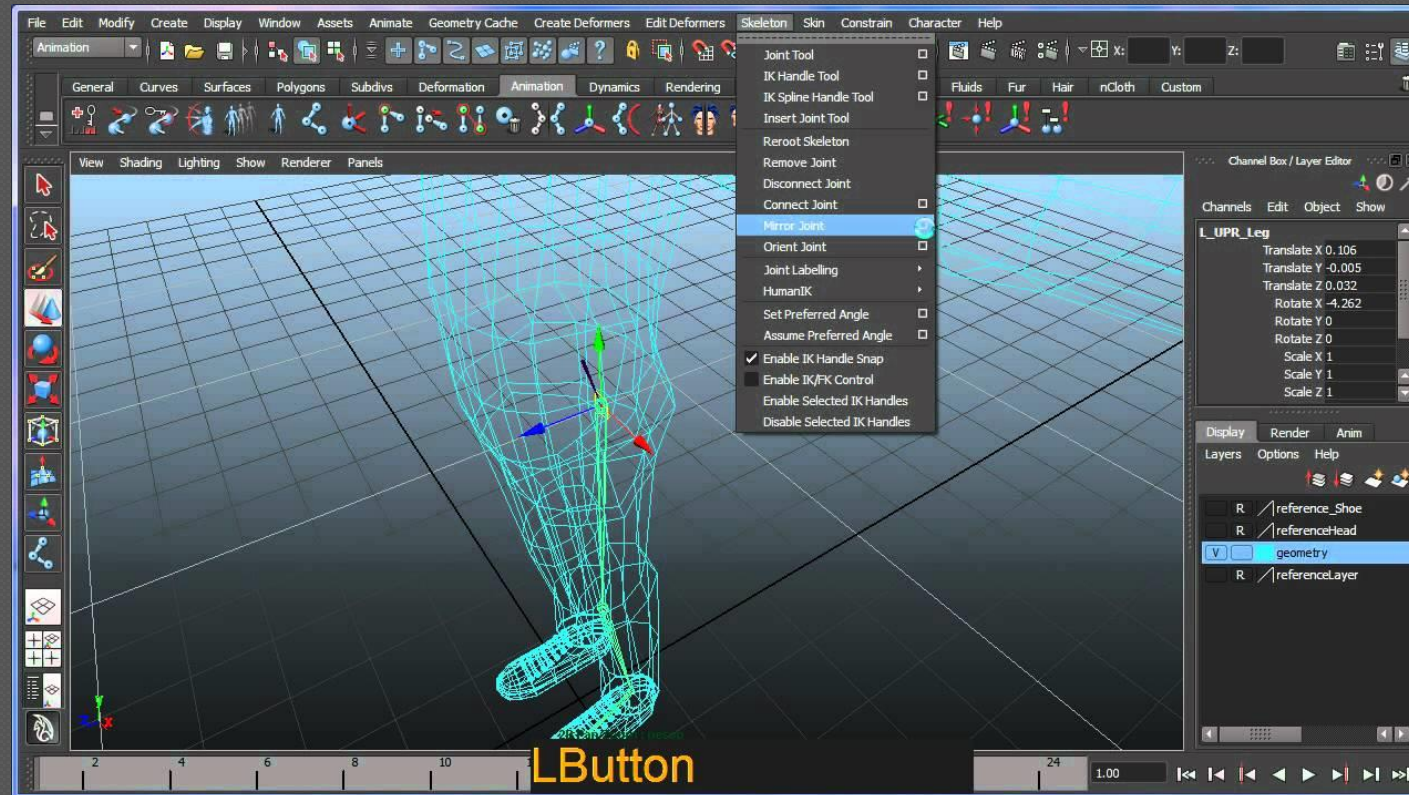 File Edit Modify Create Display Window Assets Animate Geometry Cache Create Deformers Edit Deformers Skeleton Skin Constrain Character Help
Animation X: Y: Z:
General Curves Surfaces Polygons Subdivs Deformation Animation Dynamics Rendering Fluids Fur Hair nCloth Custom
View Shading Lighting Show Renderer Panels
Joint Tool
IK Handle Tool
IK Spline Handle Tool
Insert Joint Tool
Reroot Skeleton
Remove Joint
Disconnect Joint
Connect Joint
Mirror Joint
Orient Joint
Joint Labelling
HumanIK
Set Preferred Angle
Assume Preferred Angle
Enable IK Handle Snap
Enable IK/FK Control
Enable Selected IK Handles
Disable Selected IK Handles
Channel Box / Layer Editor
Channels Edit Object Show
L_UPR_Leg
Translate X 0.106
Translate Y -0.005
Translate Z 0.032
Rotate X -4.262
Rotate Y 0
Rotate Z 0
Scale X 1
Scale Y 1
Scale Z 1
Display Render Anim
Layers Options Help
R reference_Shoe
R referenceHead
V geometry
R referenceLayer
y
x
2 4 6 8 10 24 1.00
LButton